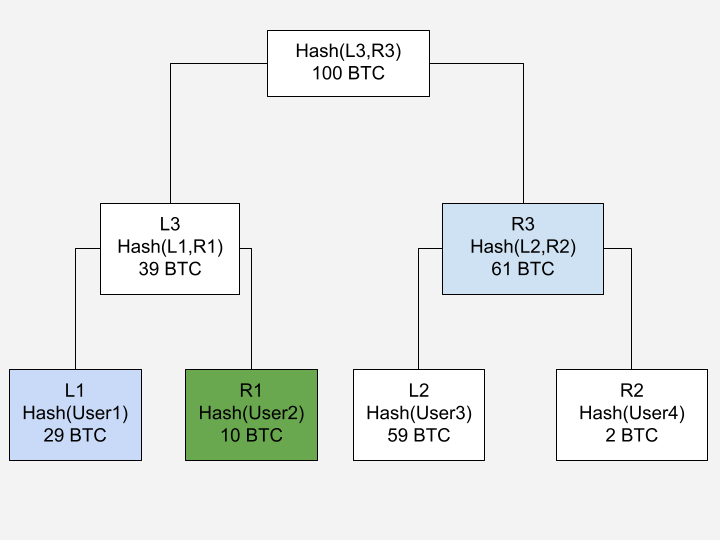 Hash(L3,R3)
100 BTC
L3
Hash(L1,R1)
39 BTC
R3
Hash(L2,R2)
61 BTC
L1
Hash(User1)
29 BTC
R1
Hash(User2)
10 BTC
L2
Hash(User3)
59 BTC
R2
Hash(User4)
2 BTC